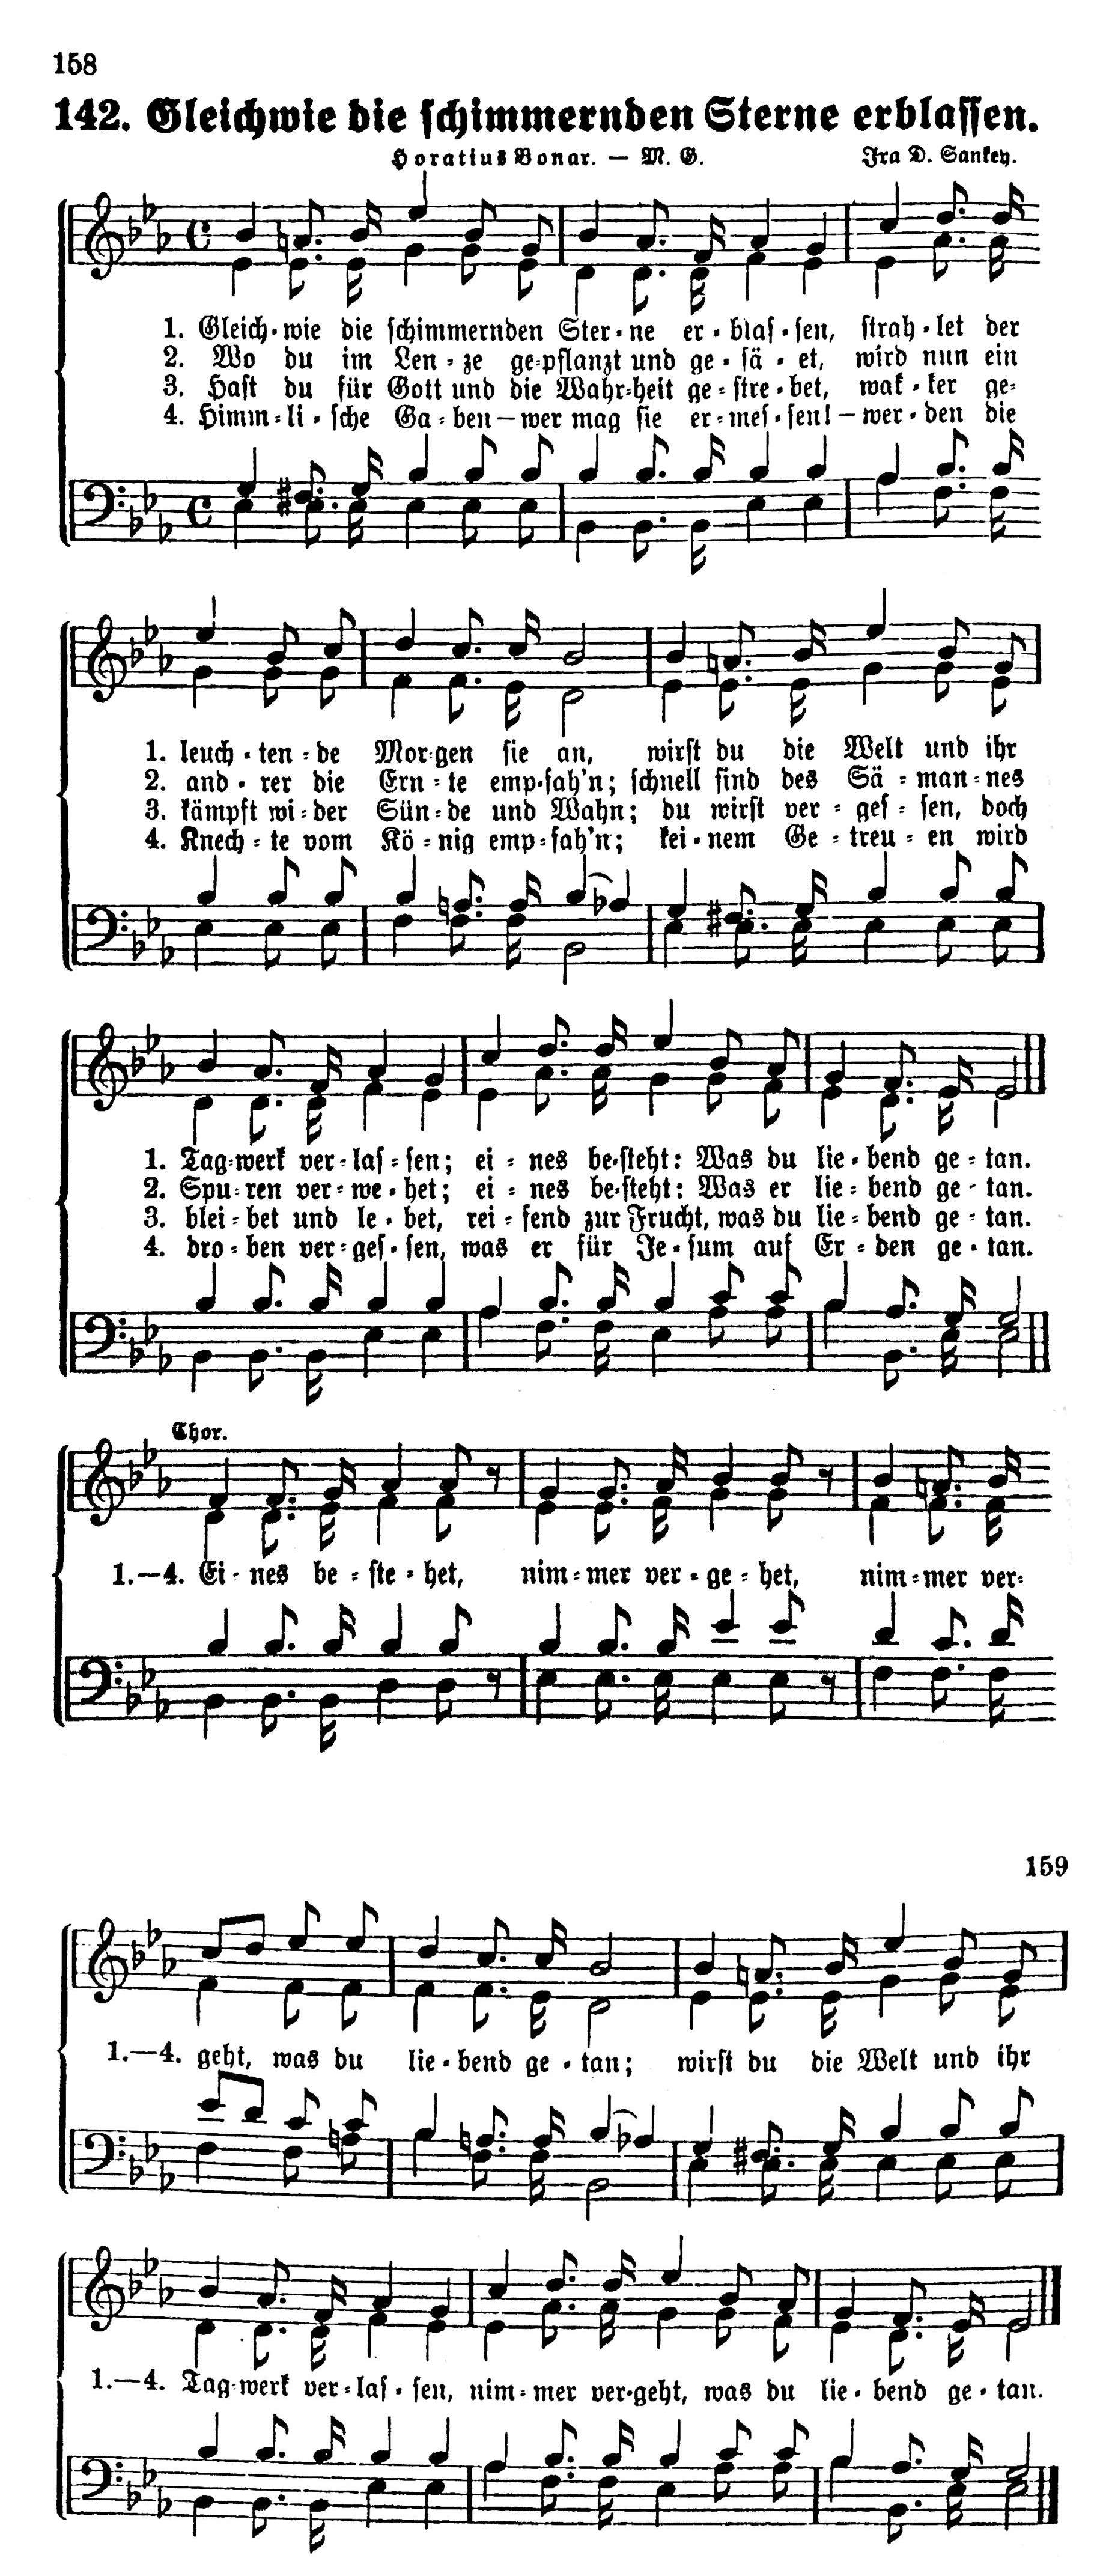 158
142. Gleichwie die schimmernden Sterne erblassen.
Horatius Bonar. — M. G. Ira D. Sankey.
1. Gleich-wie die schimmernden Ster-ne er-blas-sen, strah-let der
2. Wo du im Len-ze ge-pflanzt und ge-sä-et, wird nun ein
3. Hast du für Gott und die Wahr-heit ge-stre-bet, wak-ker ge-
4. Himm-li-sche Ga-ben—wer mag sie er-mes-sen!—wer-den die
1. leuch-ten-de Mor-gen sie an, wirst du die Welt und ihr
2. and-rer die Ern-te emp-fah'n; schnell sind des Sä-man-nes
3. kämpft wi-der Sün-de und Wahn; du wirst ver-ges-sen, doch
4. Knech-te vom Kö-nig emp-fah'n; kei-nem Ge-treu-en wird
1. Tag-werk ver-las-sen; ei-nes be-steht: Was du lie-bend ge-tan.
2. Spu-ren ver-we-het; ei-nes be-steht: Was er lie-bend ge-tan.
3. blei-bet und le-bet, rei-fend zur Frucht, was du lie-bend ge-tan.
4. dro-ben ver-ges-sen, was er für Je-sum auf Er-den ge-tan.
Chor.
1.—4. Ei-nes be-ste-het, nim-mer ver-ge-het, nim-mer ver-
159
1.—4. geht, was du lie-bend ge-tan; wirst du die Welt und ihr
1.—4. Tag-werk ver-las-sen, nim-mer ver-geht, was du lie-bend ge-tan.